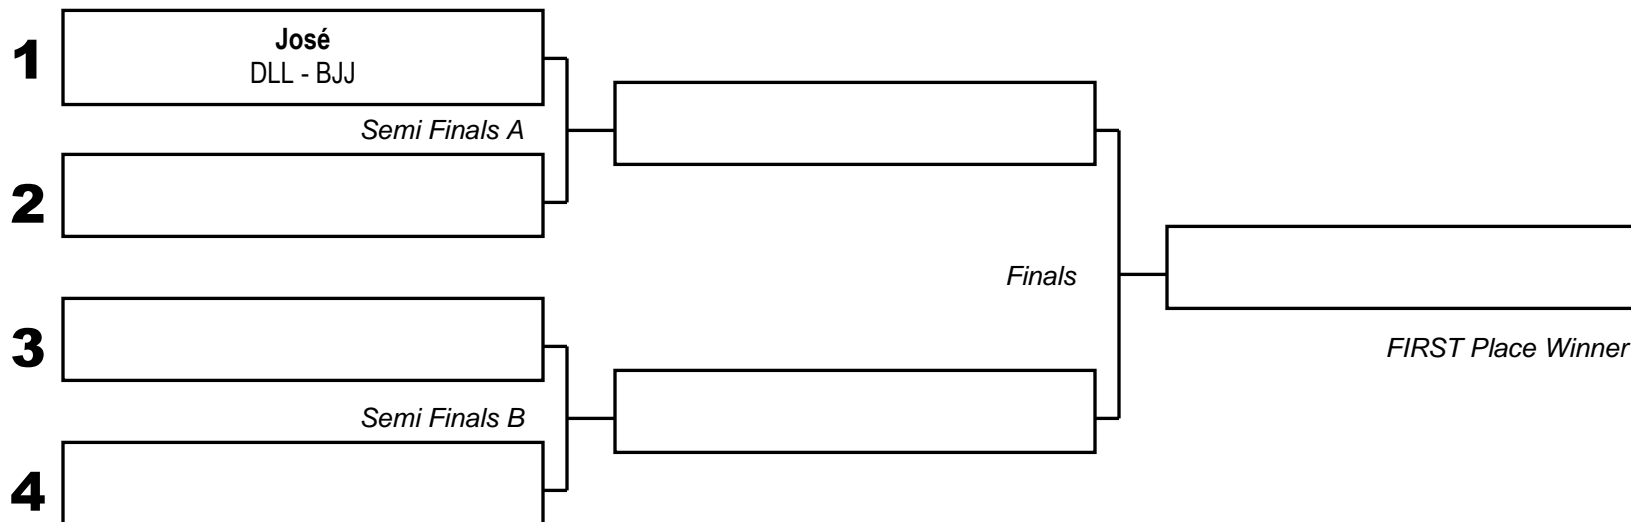 1
José
DLL - BJJ
Semi Finals A
2
Finals
3
FIRST Place Winner
Semi Finals B
4